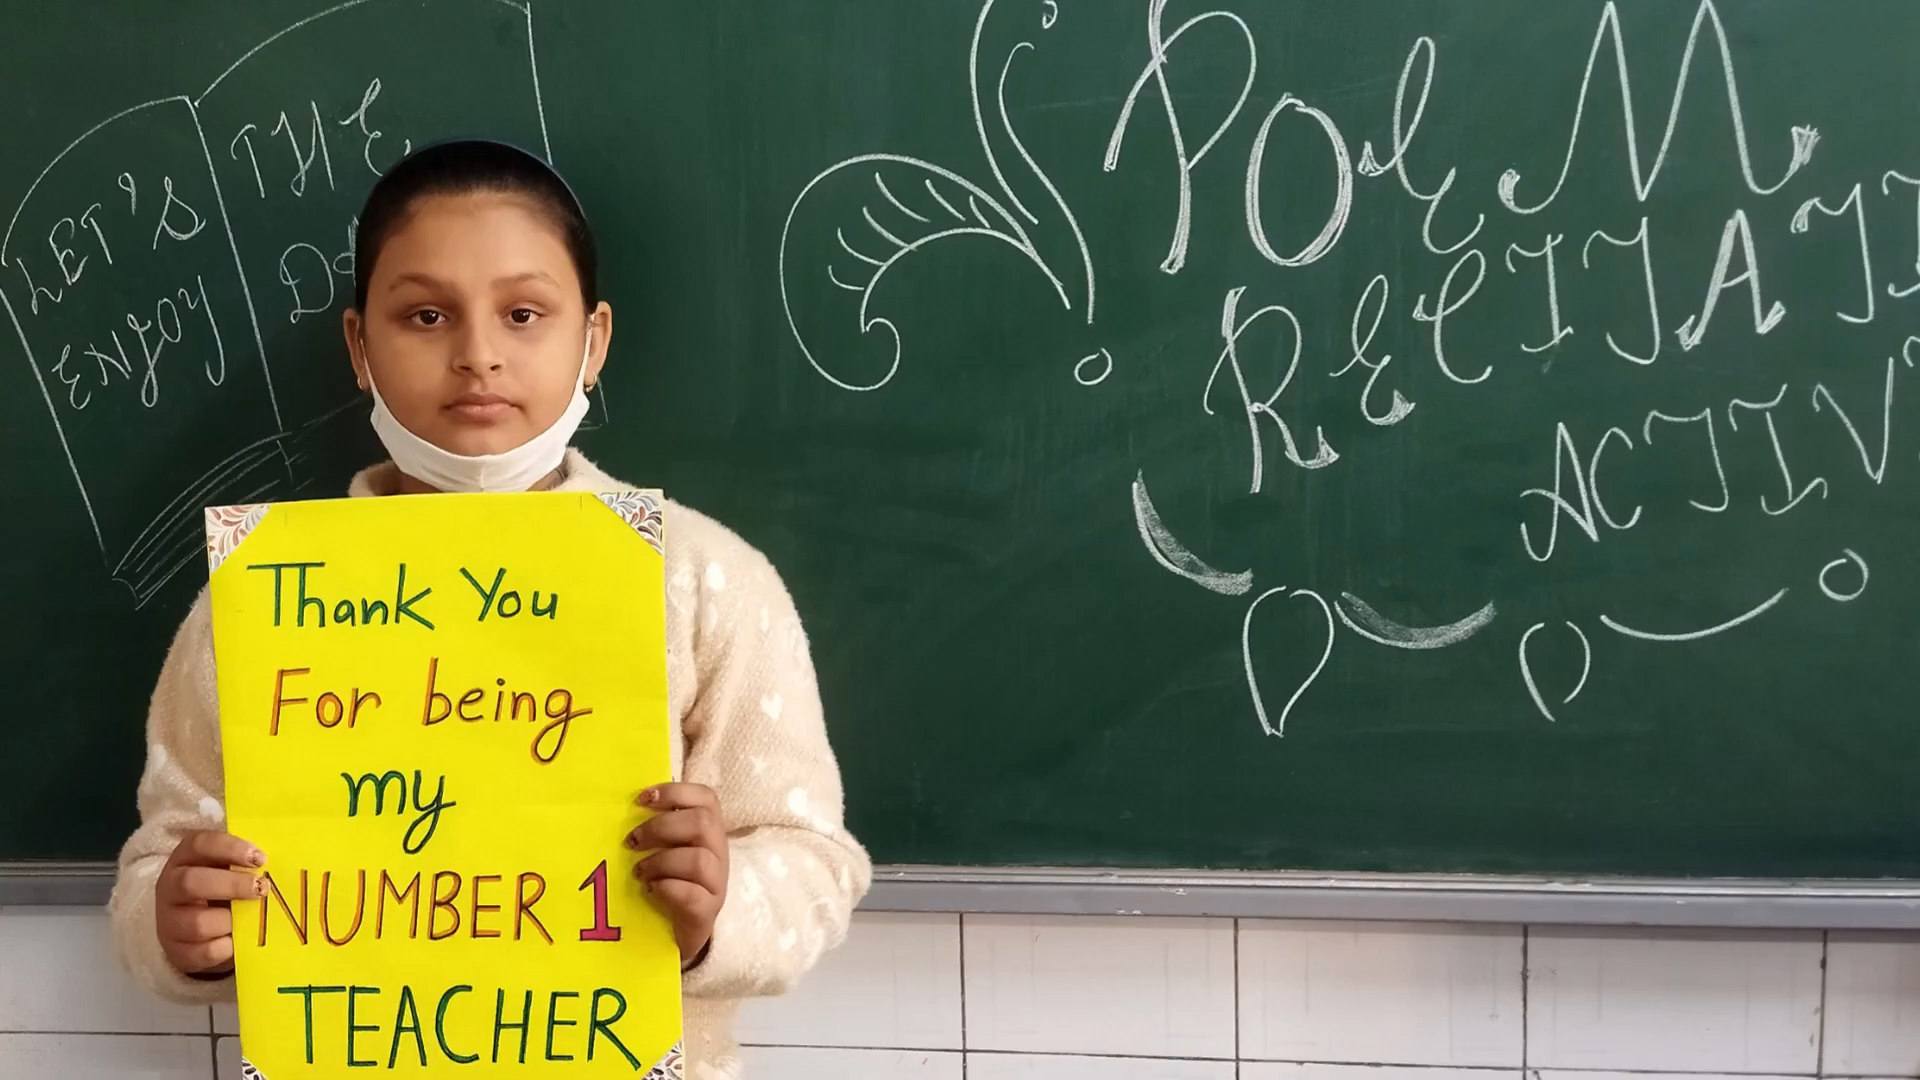 LET'S
ENJOY
THE
POEM
RECITATI
ACTIV
Thank You
For being
my
NUMBER 1
TEACHER